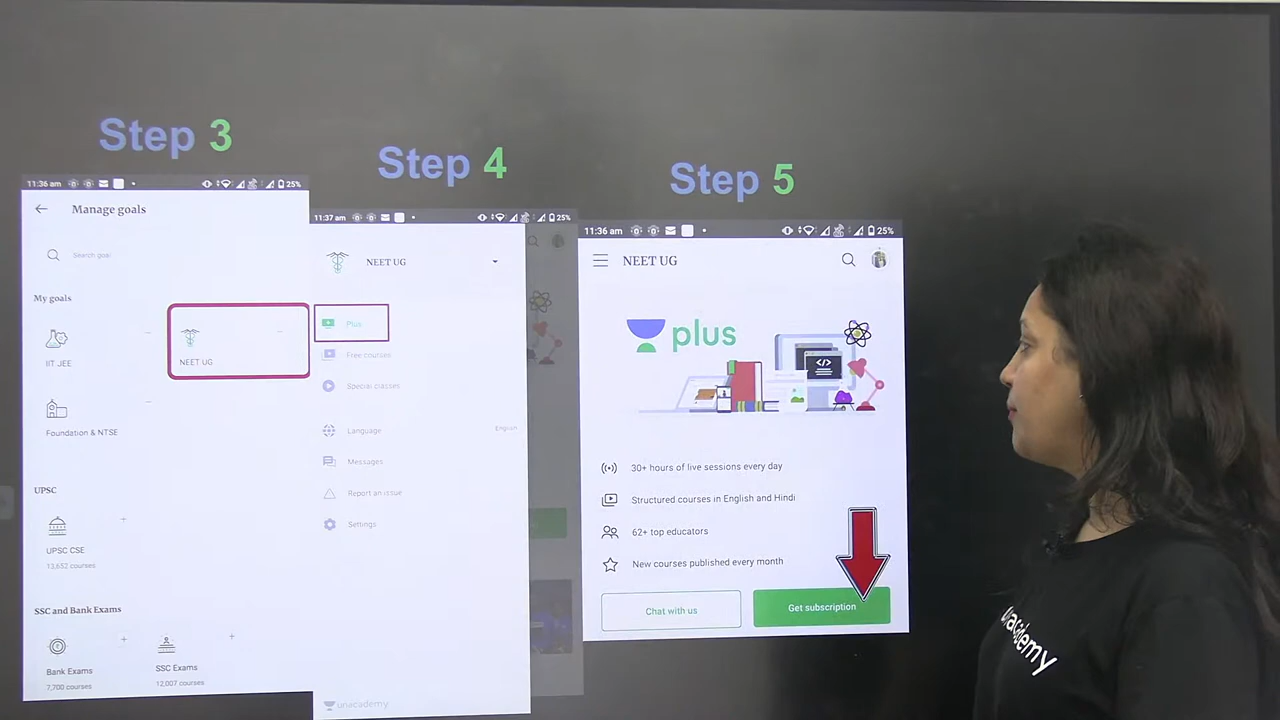 Step 3
11:36 am
25%
Manage goals
Search goal
My goals
IIT JEE
NEET UG
Foundation & NTSE
UPSC
UPSC CSE
13,652 courses
SSC and Bank Exams
Bank Exams
7,700 courses
SSC Exams
12,007 courses
Step 4
11:37 am
25%
NEET UG
Plus
Free courses
Special classes
Language
English
Messages
Report an issue
Settings
unacademy
Step 5
11:36 am
25%
NEET UG
plus
30+ hours of live sessions every day
Structured courses in English and Hindi
62+ top educators
New courses published every month
Chat with us
Get subscription
unacademy